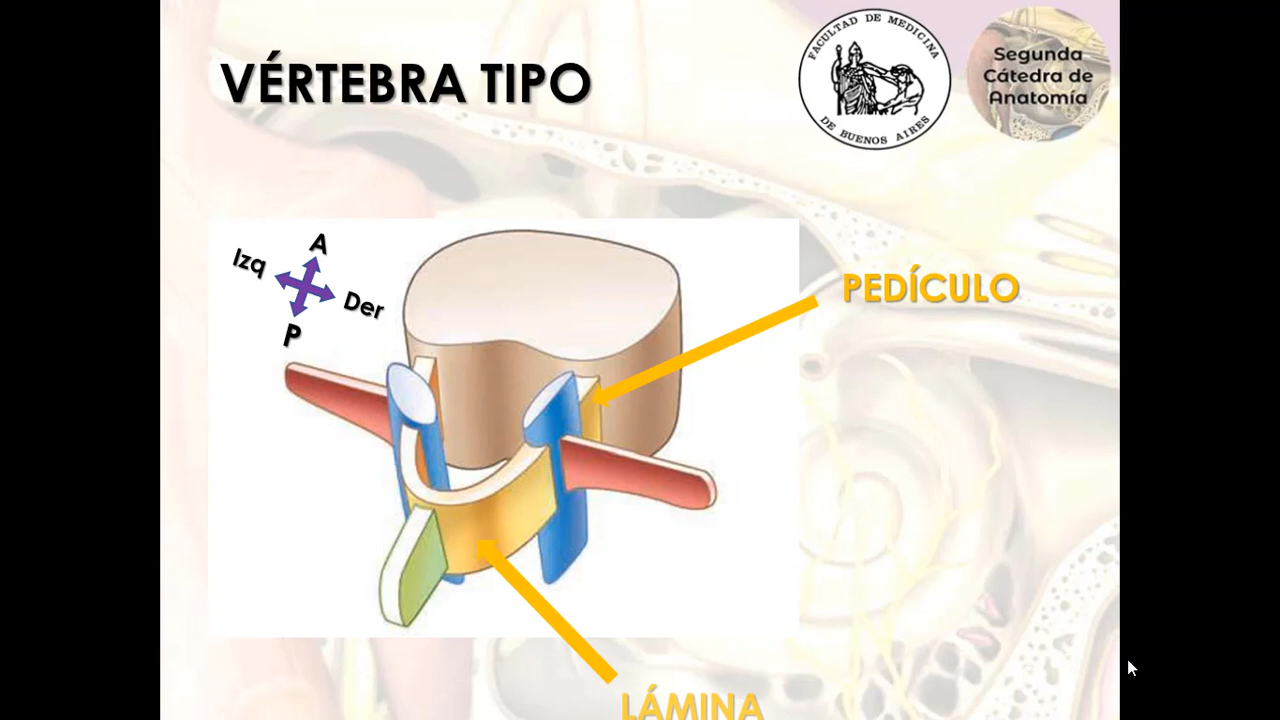 VÉRTEBRA TIPO
FACULTAD DE MEDICINA
DE BUENOS AIRES
Segunda
Cátedra de
Anatomía
A
Izq
Der
P
PEDÍCULO
LÁMINA